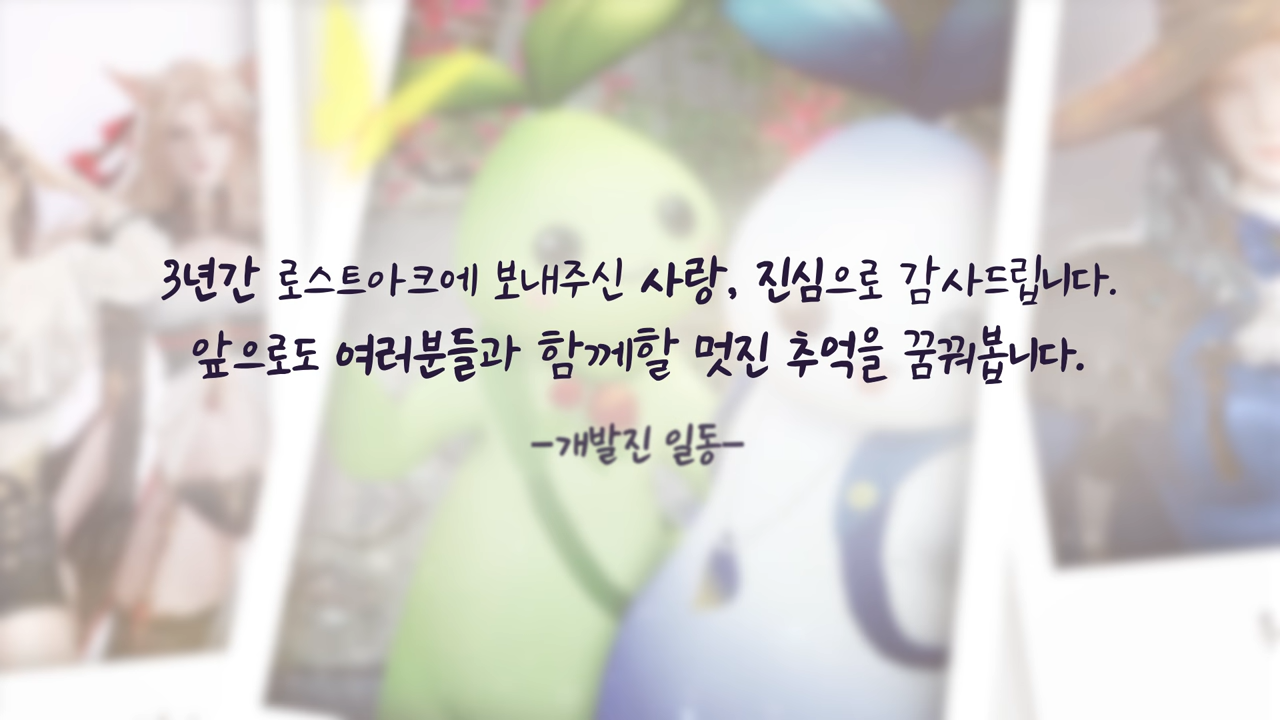 3년간 로스트아크에 보내주신 사랑, 진심으로 감사드립니다.
앞으로도 여러분들과 함께할 멋진 추억을 꿈꿔봅니다.
-개발진 일동-